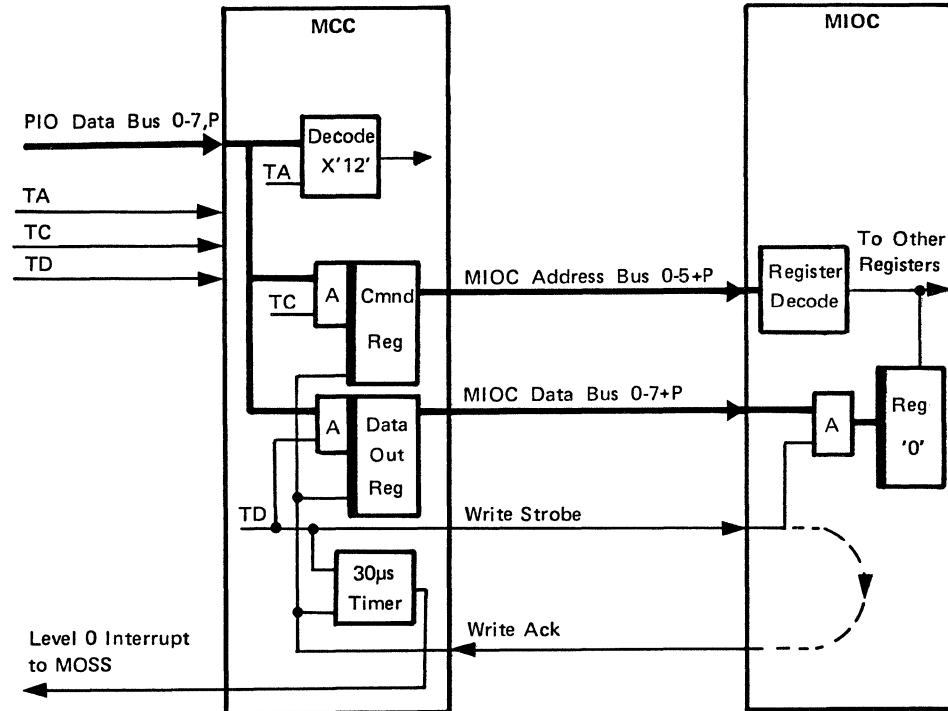 MCC
MIOC
PIO Data Bus 0-7,P
Decode
X'12'
TA
TA
TC
TD
To Other
Registers
MIOC Address Bus 0-5+P
Register
Decode
A
Cmnd
Reg
TC
MIOC Data Bus 0-7+P
A
Data
Out
Reg
A
Reg
'0'
TD
Write Strobe
30µs
Timer
Write Ack
Level 0 Interrupt
to MOSS